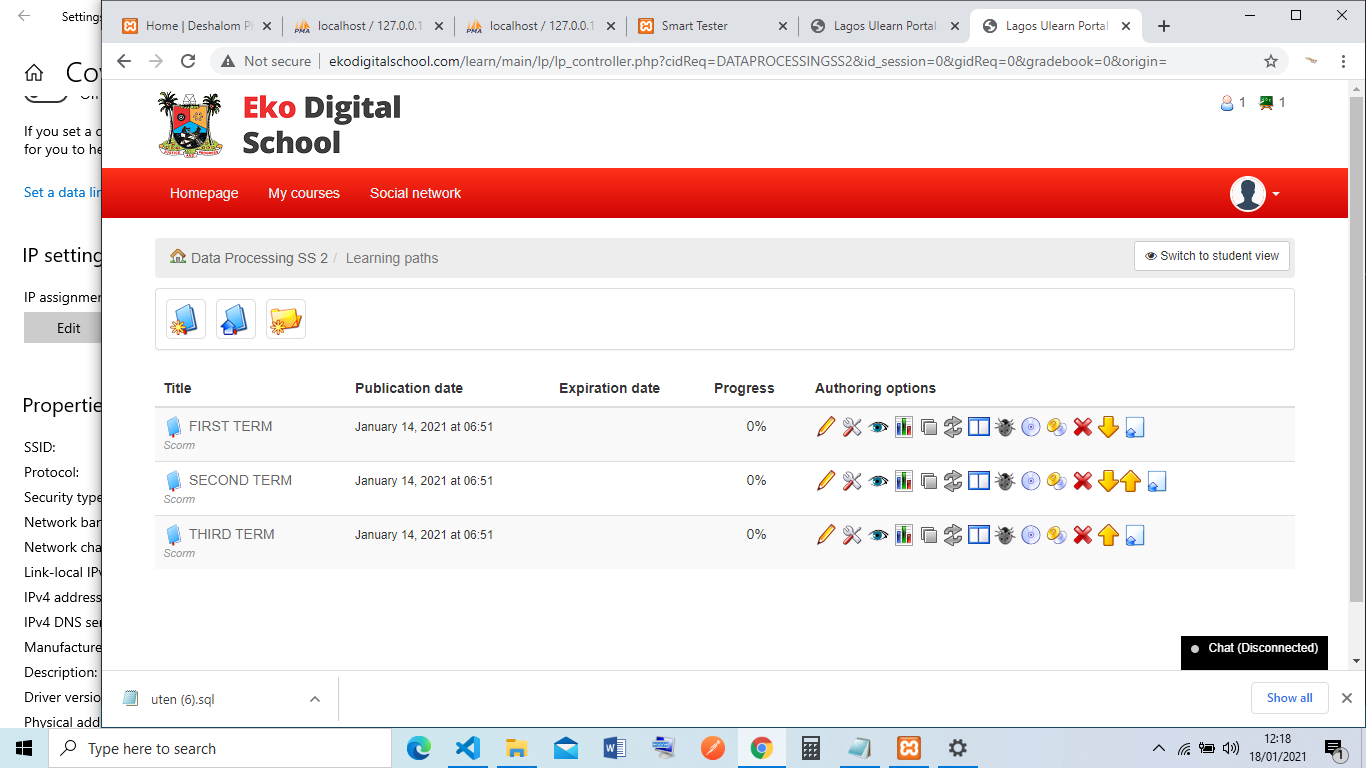 Settings
Home | Deshalom P
localhost / 127.0.0.1
localhost / 127.0.0.1
Smart Tester
Lagos Ulearn Portal
Lagos Ulearn Portal
Not secure
ekodigitalschool.com/learn/main/lp/lp_controller.php?cidReq=DATAPROCESSINGSS2&id_session=0&gidReq=0&gradebook=0&origin=
If you set a
for you to he
Set a data li
IP setting
IP assignmen
Edit
Propertie
SSID:
Protocol:
Security type
Network ban
Network cha
Link-local IPv
IPv4 address
IPv4 DNS ser
Manufacture
Description:
Driver versio
Physical add
Eko Digital
School
1 1
Homepage My courses Social network
Data Processing SS 2 / Learning paths
Switch to student view
Title Publication date Expiration date Progress Authoring options
FIRST TERM January 14, 2021 at 06:51 0%
Scorm
SECOND TERM January 14, 2021 at 06:51 0%
Scorm
THIRD TERM January 14, 2021 at 06:51 0%
Scorm
Chat (Disconnected)
uten (6).sql
Show all
Type here to search
12:18
18/01/2021
1